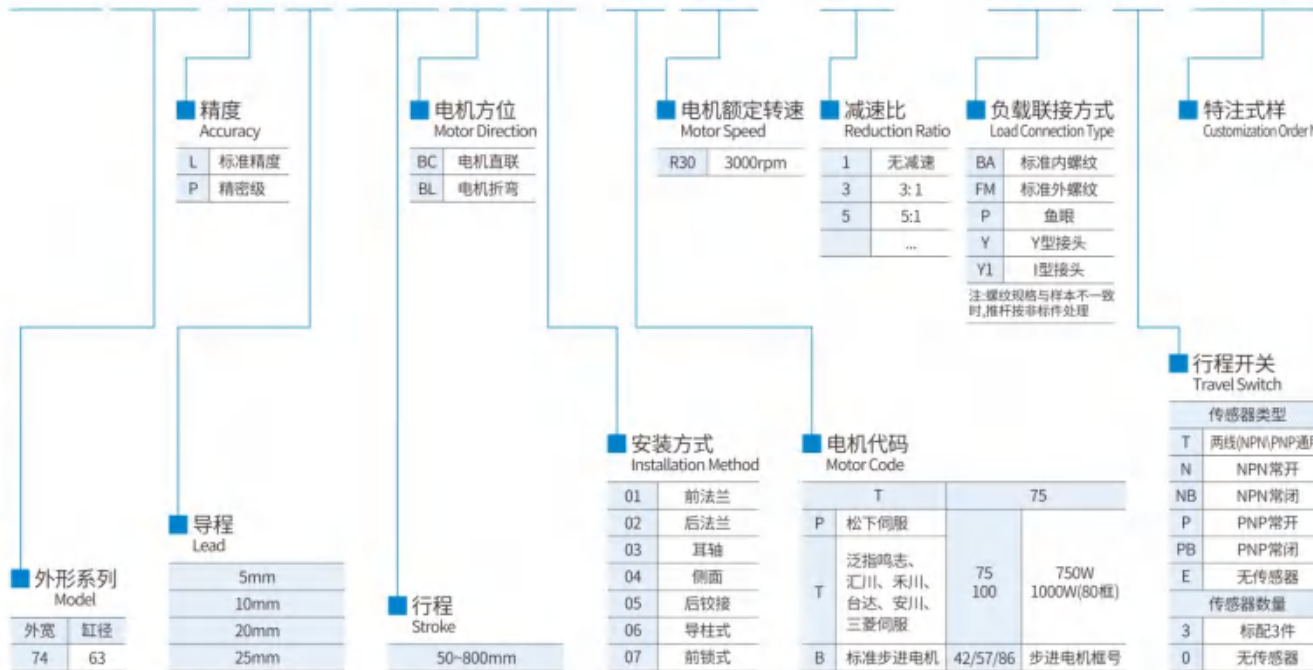 精度
Accuracy
L 标准精度
P 精密级
电机方位
Motor Direction
BC 电机直联
BL 电机折弯
电机额定转速
Motor Speed
R30 3000rpm
减速比
Reduction Ratio
1 无减速
3 3: 1
5 5:1
...
负载联接方式
Load Connection Type
BA 标准内螺纹
FM 标准外螺纹
P 鱼眼
Y Y型接头
Y1 I型接头
注:螺纹规格与样本不一致
时,推杆按非标件处理
特注式样
Customization Order
行程开关
Travel Switch
传感器类型
T 两线(NPN\PNP通
N NPN常开
NB NPN常闭
P PNP常开
PB PNP常闭
E 无传感器
传感器数量
3 标配3件
0 无传感器
安装方式
Installation Method
01 前法兰
02 后法兰
03 耳轴
04 侧面
05 后铰接
06 导柱式
07 前锁式
电机代码
Motor Code
T 75
P 松下伺服
T 泛指鸣志、
汇川、禾川、
台达、安川、
三菱伺服
75
100
750W
1000W(80框)
B 标准步进电机 42/57/86 步进电机框号
导程
Lead
5mm
10mm
20mm
25mm
外形系列
Model
外宽 缸径
74 63
行程
Stroke
50~800mm